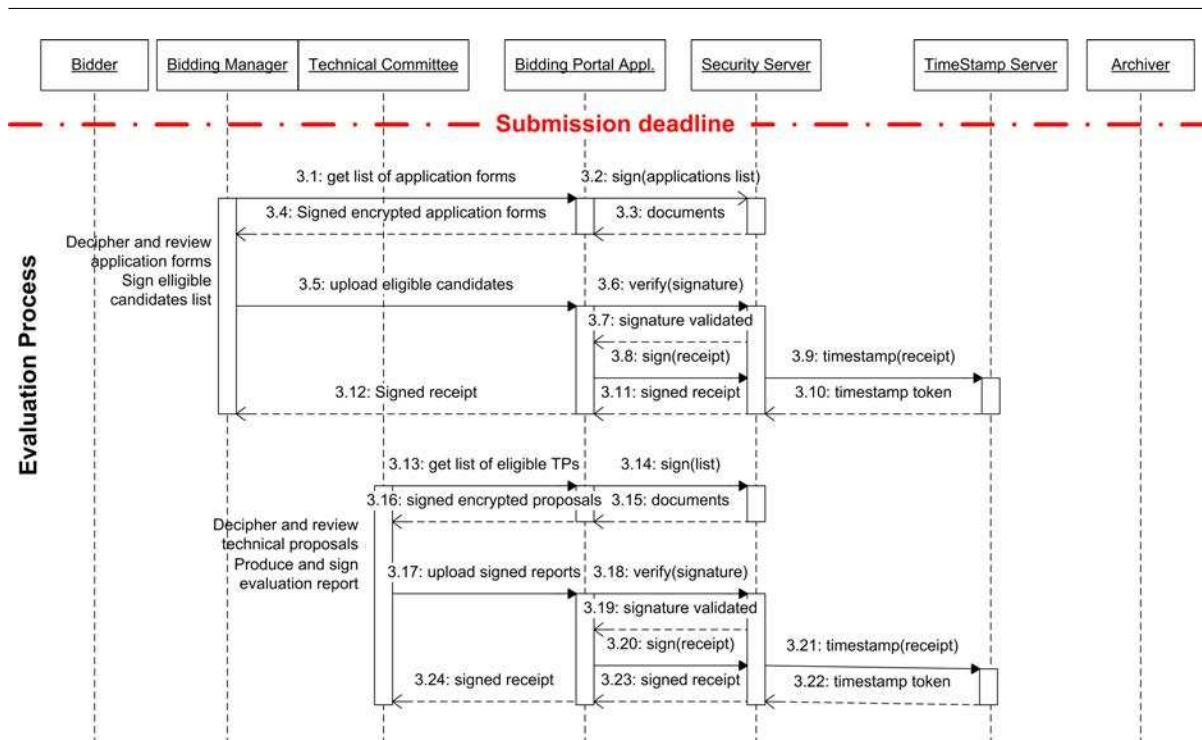 Bidder
Bidding Manager
Technical Committee
Bidding Portal Appl.
Security Server
TimeStamp Server
Archiver
Submission deadline
Evaluation Process
3.1: get list of application forms
3.2: sign(applications list)
3.4: Signed encrypted application forms
3.3: documents
Decipher and review
application forms
Sign elligible
candidates list
3.5: upload eligible candidates
3.6: verify(signature)
3.7: signature validated
3.8: sign(receipt)
3.9: timestamp(receipt)
3.12: Signed receipt
3.11: signed receipt
3.10: timestamp token
3.13: get list of eligible TPs
3.14: sign(list)
3.16: signed encrypted proposals
3.15: documents
Decipher and review
technical proposals
Produce and sign
evaluation report
3.17: upload signed reports
3.18: verify(signature)
3.19: signature validated
3.20: sign(receipt)
3.21: timestamp(receipt)
3.24: signed receipt
3.23: signed receipt
3.22: timestamp token